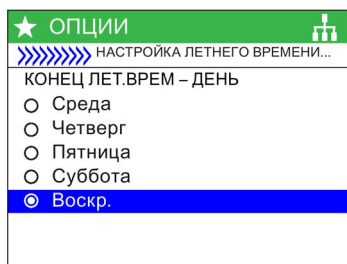 ОПЦИИ
НАСТРОЙКА ЛЕТНЕГО ВРЕМЕНИ...
КОНЕЦ ЛЕТ.ВРЕМ – ДЕНЬ
Среда
Четверг
Пятница
Суббота
Воскр.